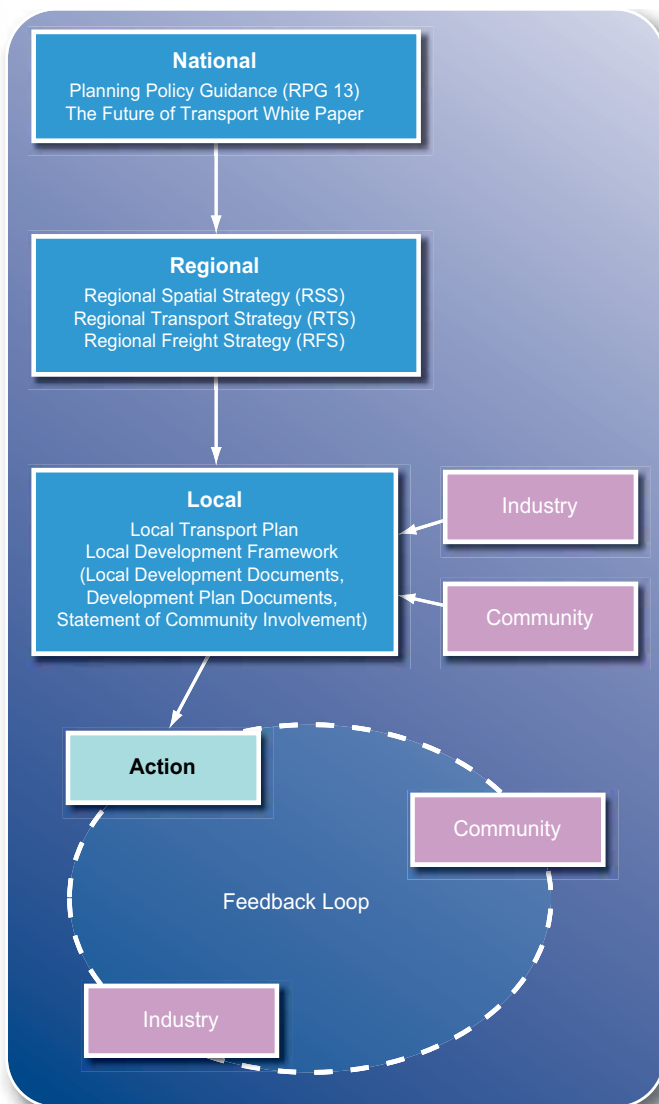 National
Planning Policy Guidance (RPG 13)
The Future of Transport White Paper
Regional
Regional Spatial Strategy (RSS)
Regional Transport Strategy (RTS)
Regional Freight Strategy (RFS)
Local
Local Transport Plan
Local Development Framework
(Local Development Documents,
Development Plan Documents,
Statement of Community Involvement)
Industry
Community
Action
Community
Feedback Loop
Industry